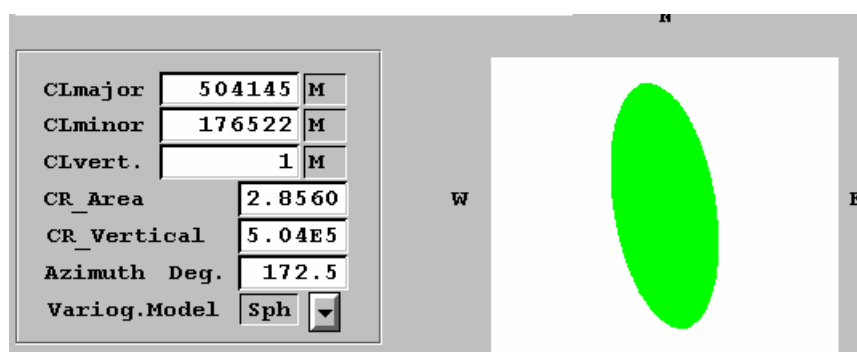 N
CLmajor 504145 M
CLminor 176522 M
CLvert. 1 M
CR_Area 2.8560
W E
CR_Vertical 5.04E5
Azimuth Deg. 172.5
Variog.Model Sph